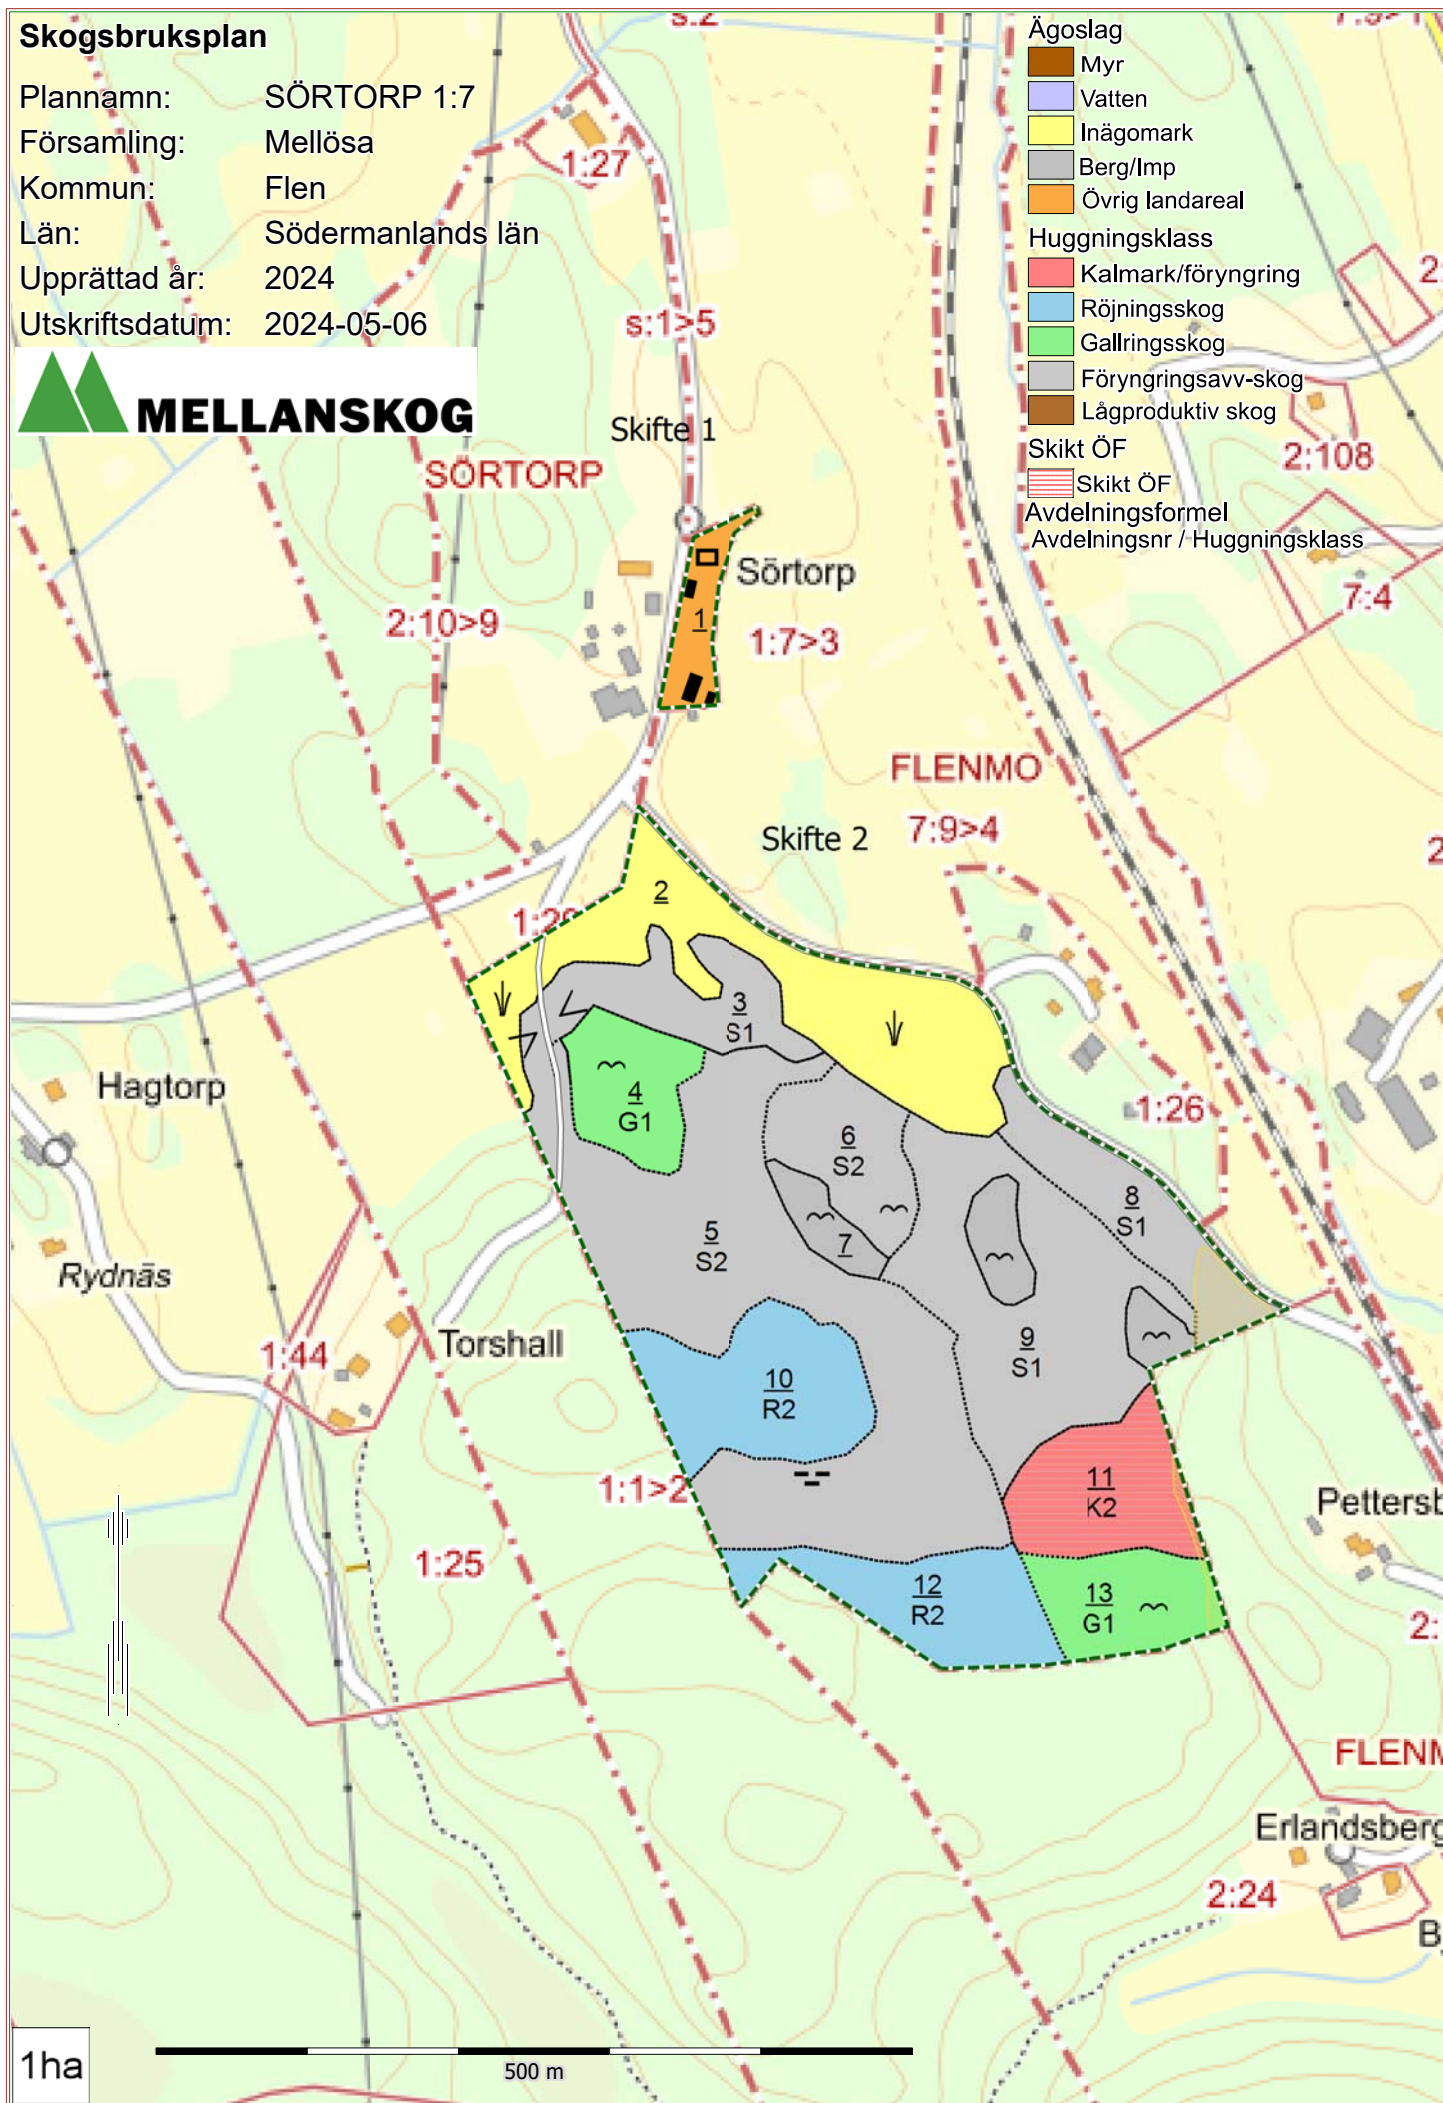 Skogsbruksplan
Plannamn: SÖRTORP 1:7
Församling: Mellösa
Kommun: Flen
Län: Södermanlands län
Upprättad år: 2024
Utskriftsdatum: 2024-05-06
MELLANSKOG
Ägoslag
Myr
Vatten
Inägomark
Berg/Imp
Övrig landareal
Huggningsklass
Kalmark/föryngring
Röjningsskog
Gallringsskog
Föryngringsavv-skog
Lågproduktiv skog
Skikt ÖF
Skikt ÖF
Avdelningsformel
Avdelningsnr / Huggningsklass
s:2
1:27
s:1>5
Skifte 1
SÖRTORP
2:108
Sörtorp
7:4
2:10>9
1
1:7>3
FLENMO
7:9>4
Skifte 2
2
1:29
3
S1
Hagtorp
4
G1
1:26
6
S2
8
S1
5
S2
7
Rydnäs
1:44
Torshall
9
S1
10
R2
11
K2
1:1>2
1:25
12
R2
13
G1
2:24
1ha
500 m